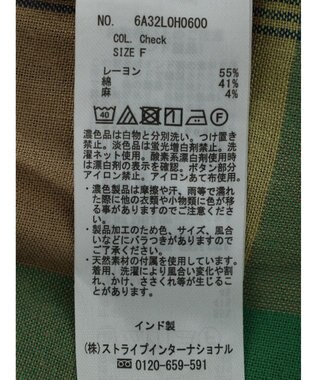 NO. 6A32L0H0600
COL. Check
SIZE F
レーヨン 55%
綿 41%
麻 4%
40
濃色品は白物と分別洗い。つけ置き
禁止。淡色品は蛍光増白剤禁止。洗
濯ネット使用。酸素系漂白剤使用時
は漂白剤の表示を確認。ボタン部分
アイロン禁止。アイロンあて布使用。
・濃色製品は摩擦や汗、雨等で濡れ
た際に他の衣類や小物類に色が移
る事がありますのでご注意くださ
い。
・製品加工のため色、サイズ、風合
いなどにバラつきがありますので
ご了承ください。
・天然素材の付属を使用しています。
着用、洗濯により風合い変化や割
れ、かけ、ささくれ等が生じるこ
とがあります。
インド製
(株)ストライプインターナショナル
0120-659-591